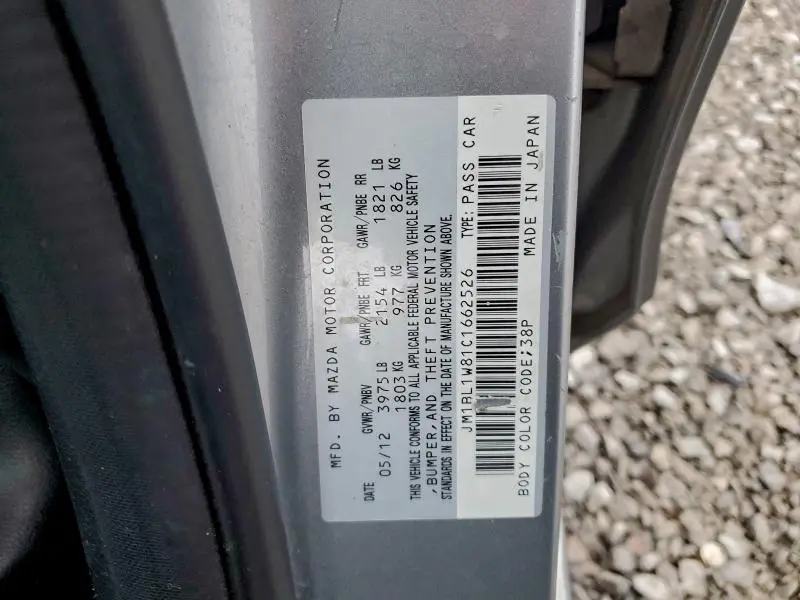 MFD. BY MAZDA MOTOR CORPORATION
DATE GVWR/PNBV GAWR/PNBE FRT GAWR/PNBE RR
05/12 3975 LB 2154 LB 1821 LB
1803 KG 977 KG 826 KG
THIS VEHICLE CONFORMS TO ALL APPLICABLE FEDERAL MOTOR VEHICLE SAFETY
,BUMPER,AND THEFT PREVENTION
STANDARDS IN EFFECT ON THE DATE OF MANUFACTURE SHOWN ABOVE.
JM1BL1W81C1662526 TYPE: PASS CAR
BODY COLOR CODE;38P MADE IN JAPAN